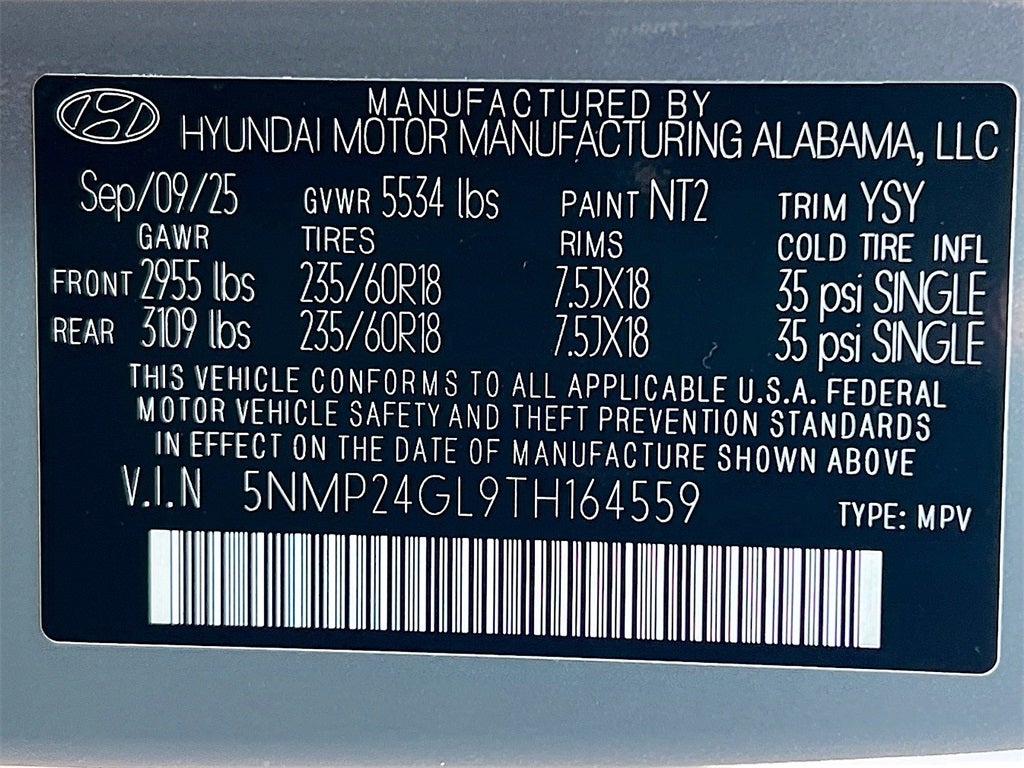 MANUFACTURED BY
HYUNDAI MOTOR MANUFACTURING ALABAMA, LLC
Sep/09/25 GVWR 5534 lbs PAINT NT2 TRIM YSY
GAWR TIRES RIMS COLD TIRE INFL
FRONT 2955 lbs 235/60R18 7.5JX18 35 psi SINGLE
REAR 3109 lbs 235/60R18 7.5JX18 35 psi SINGLE
THIS VEHICLE CONFORMS TO ALL APPLICABLE U.S.A. FEDERAL
MOTOR VEHICLE SAFETY AND THEFT PREVENTION STANDARDS
IN EFFECT ON THE DATE OF MANUFACTURE SHOWN ABOVE
V.I.N 5NMP24GL9TH164559 TYPE: MPV